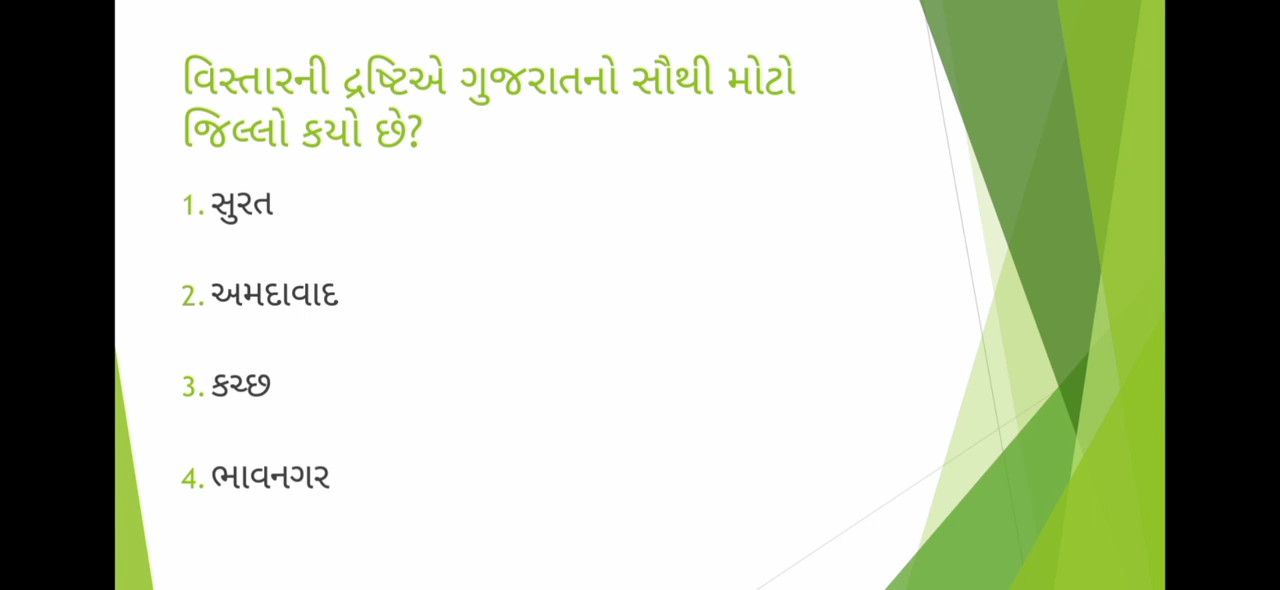 વિસ્તારની દ્રષ્ટિએ ગુજરાતનો સૌથી મોટો
જિલ્લો કયો છે?
1. સુરત
2. અમદાવાદ
3. કચ્છ
4. ભાવનગર